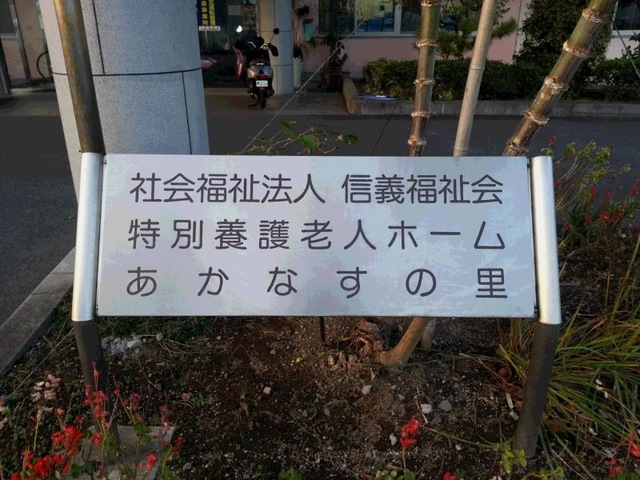 社会福祉法人 信義福祉会
特別養護老人ホーム
あかなすの里